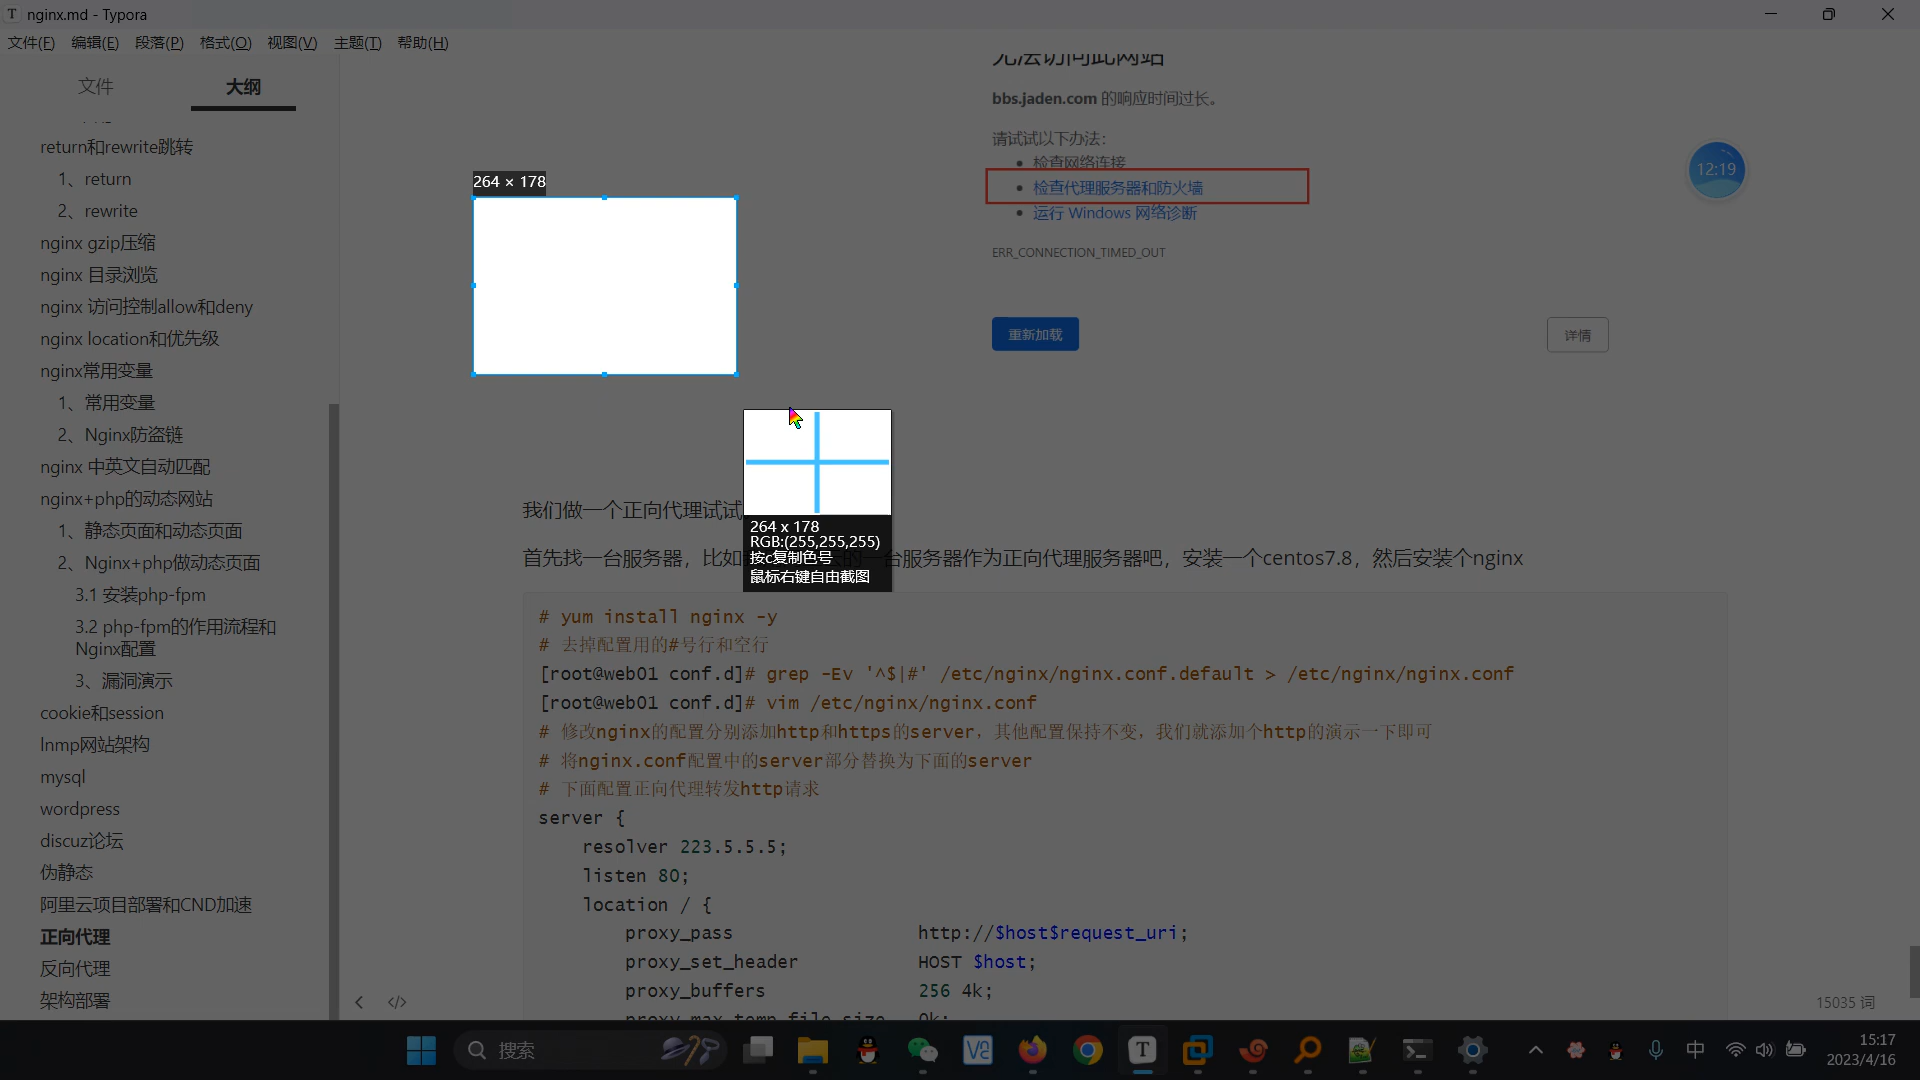 nginx.md - Typora
文件(F) 编辑(E) 段落(P) 格式(O) 视图(V) 主题(T) 帮助(H)
文件 大纲
return和rewrite跳转
1、return
2、rewrite
nginx gzip压缩
nginx 目录浏览
nginx 访问控制allow和deny
nginx location和优先级
nginx常用变量
1、常用变量
2、Nginx防盗链
nginx 中英文自动匹配
nginx+php的动态网站
1、静态页面和动态页面
2、Nginx+php做动态页面
3.1 安装php-fpm
3.2 php-fpm的作用流程和
Nginx配置
3、漏洞演示
cookie和session
lnmp网站架构
mysql
wordpress
discuz论坛
伪静态
阿里云项目部署和CND加速
正向代理
反向代理
架构部署
无法访问此网站
bbs.jaden.com 的响应时间过长。
请试试以下办法：
检查网络连接
检查代理服务器和防火墙
运行 Windows 网络诊断
ERR_CONNECTION_TIMED_OUT
重新加载 详情
12:19
264 × 178
264 x 178
RGB:(255,255,255)
按c复制色号
鼠标右键自由截图
我们做一个正向代理试试
首先找一台服务器，比如 一台服务器作为正向代理服务器吧，安装一个centos7.8，然后安装个nginx
# yum install nginx -y
# 去掉配置用的#号行和空行
[root@web01 conf.d]# grep -Ev '^$|#' /etc/nginx/nginx.conf.default > /etc/nginx/nginx.conf
[root@web01 conf.d]# vim /etc/nginx/nginx.conf
# 修改nginx的配置分别添加http和https的server，其他配置保持不变，我们就添加个http的演示一下即可
# 将nginx.conf配置中的server部分替换为下面的server
# 下面配置正向代理转发http请求
server {
resolver 223.5.5.5;
listen 80;
location / {
proxy_pass http://$host$request_uri;
proxy_set_header HOST $host;
proxy_buffers 256 4k;
proxy_max_temp_file_size 0k;
15035 词
搜索
中
15:17
2023/4/16